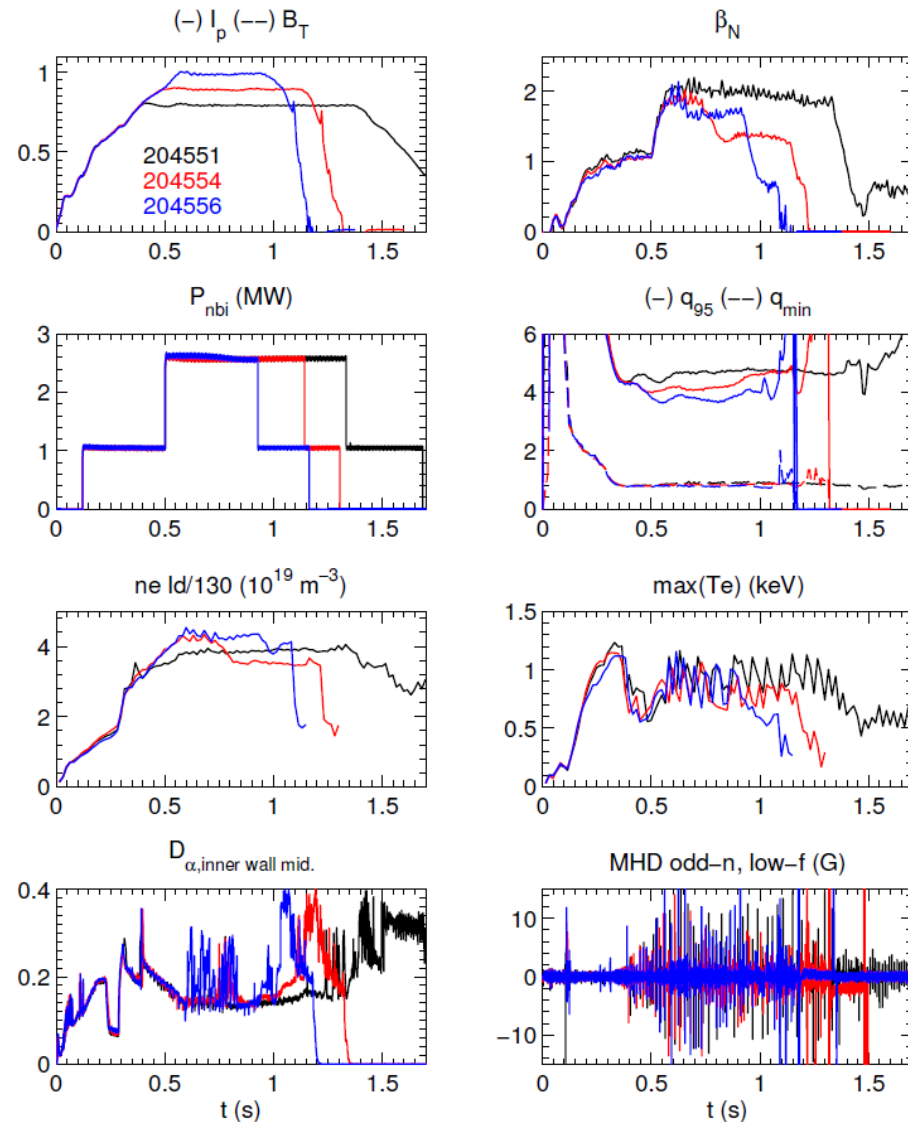 (-) I_p (--) B_T
β_N
1
0.5
0
204551
204554
204556
0 0.5 1 1.5
2
1
0
0 0.5 1 1.5
P_nbi (MW)
(-) q_95 (--) q_min
3
2
1
0
0 0.5 1 1.5
6
4
2
0
0 0.5 1 1.5
ne ld/130 (10^19 m^-3)
max(Te) (keV)
4
2
0
0 0.5 1 1.5
1.5
1
0.5
0
0 0.5 1 1.5
D_α,inner wall mid.
MHD odd-n, low-f (G)
0.4
0.2
0
0 0.5 1 1.5
10
0
-10
0 0.5 1 1.5
t (s)
t (s)